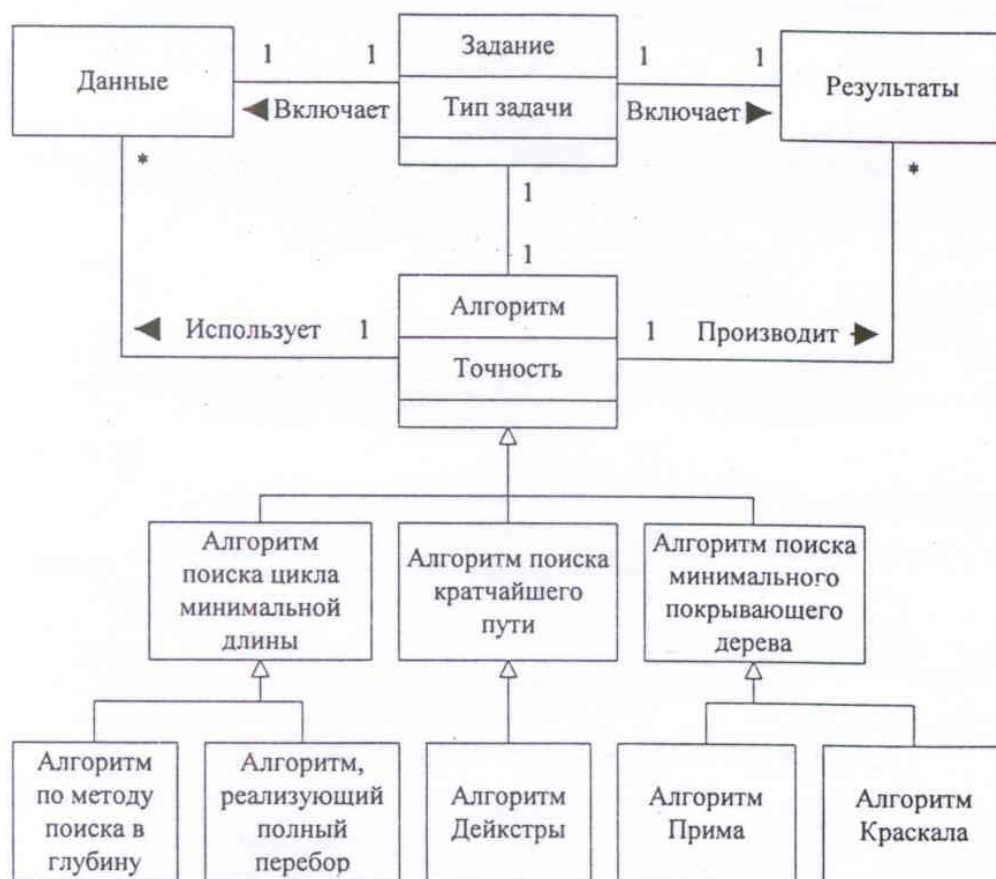 Данные
1
1
Включает
Задание
Тип задачи
1
1
Включает
Результаты
*
*
1
1
Использует
1
Алгоритм
Точность
1
Производит
Алгоритм
поиска цикла
минимальной
длины
Алгоритм поиска
кратчайшего
пути
Алгоритм поиска
минимального
покрывающего
дерева
Алгоритм
по методу
поиска в
глубину
Алгоритм,
реализующий
полный
перебор
Алгоритм
Дейкстры
Алгоритм
Прима
Алгоритм
Краскала